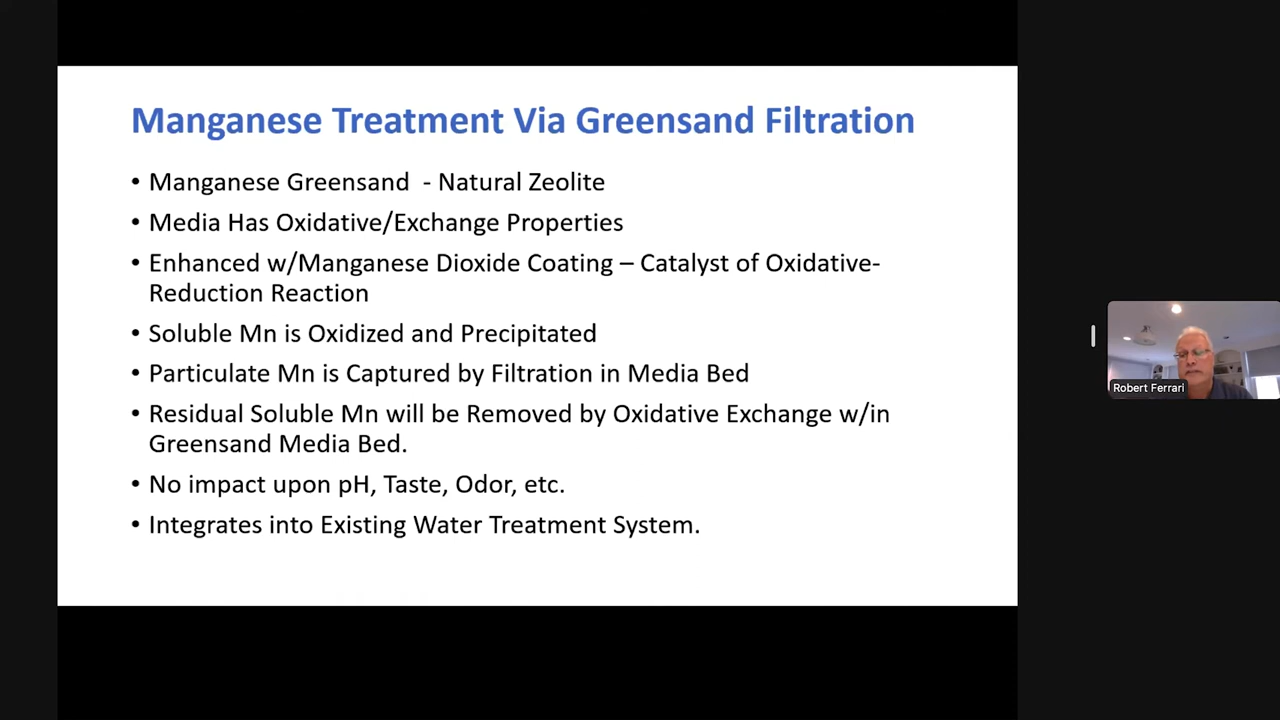 Manganese Treatment Via Greensand Filtration
• Manganese Greensand - Natural Zeolite
• Media Has Oxidative/Exchange Properties
• Enhanced w/Manganese Dioxide Coating – Catalyst of Oxidative-
Reduction Reaction
• Soluble Mn is Oxidized and Precipitated
• Particulate Mn is Captured by Filtration in Media Bed
• Residual Soluble Mn will be Removed by Oxidative Exchange w/in
Greensand Media Bed.
• No impact upon pH, Taste, Odor, etc.
• Integrates into Existing Water Treatment System.
Robert Ferrari